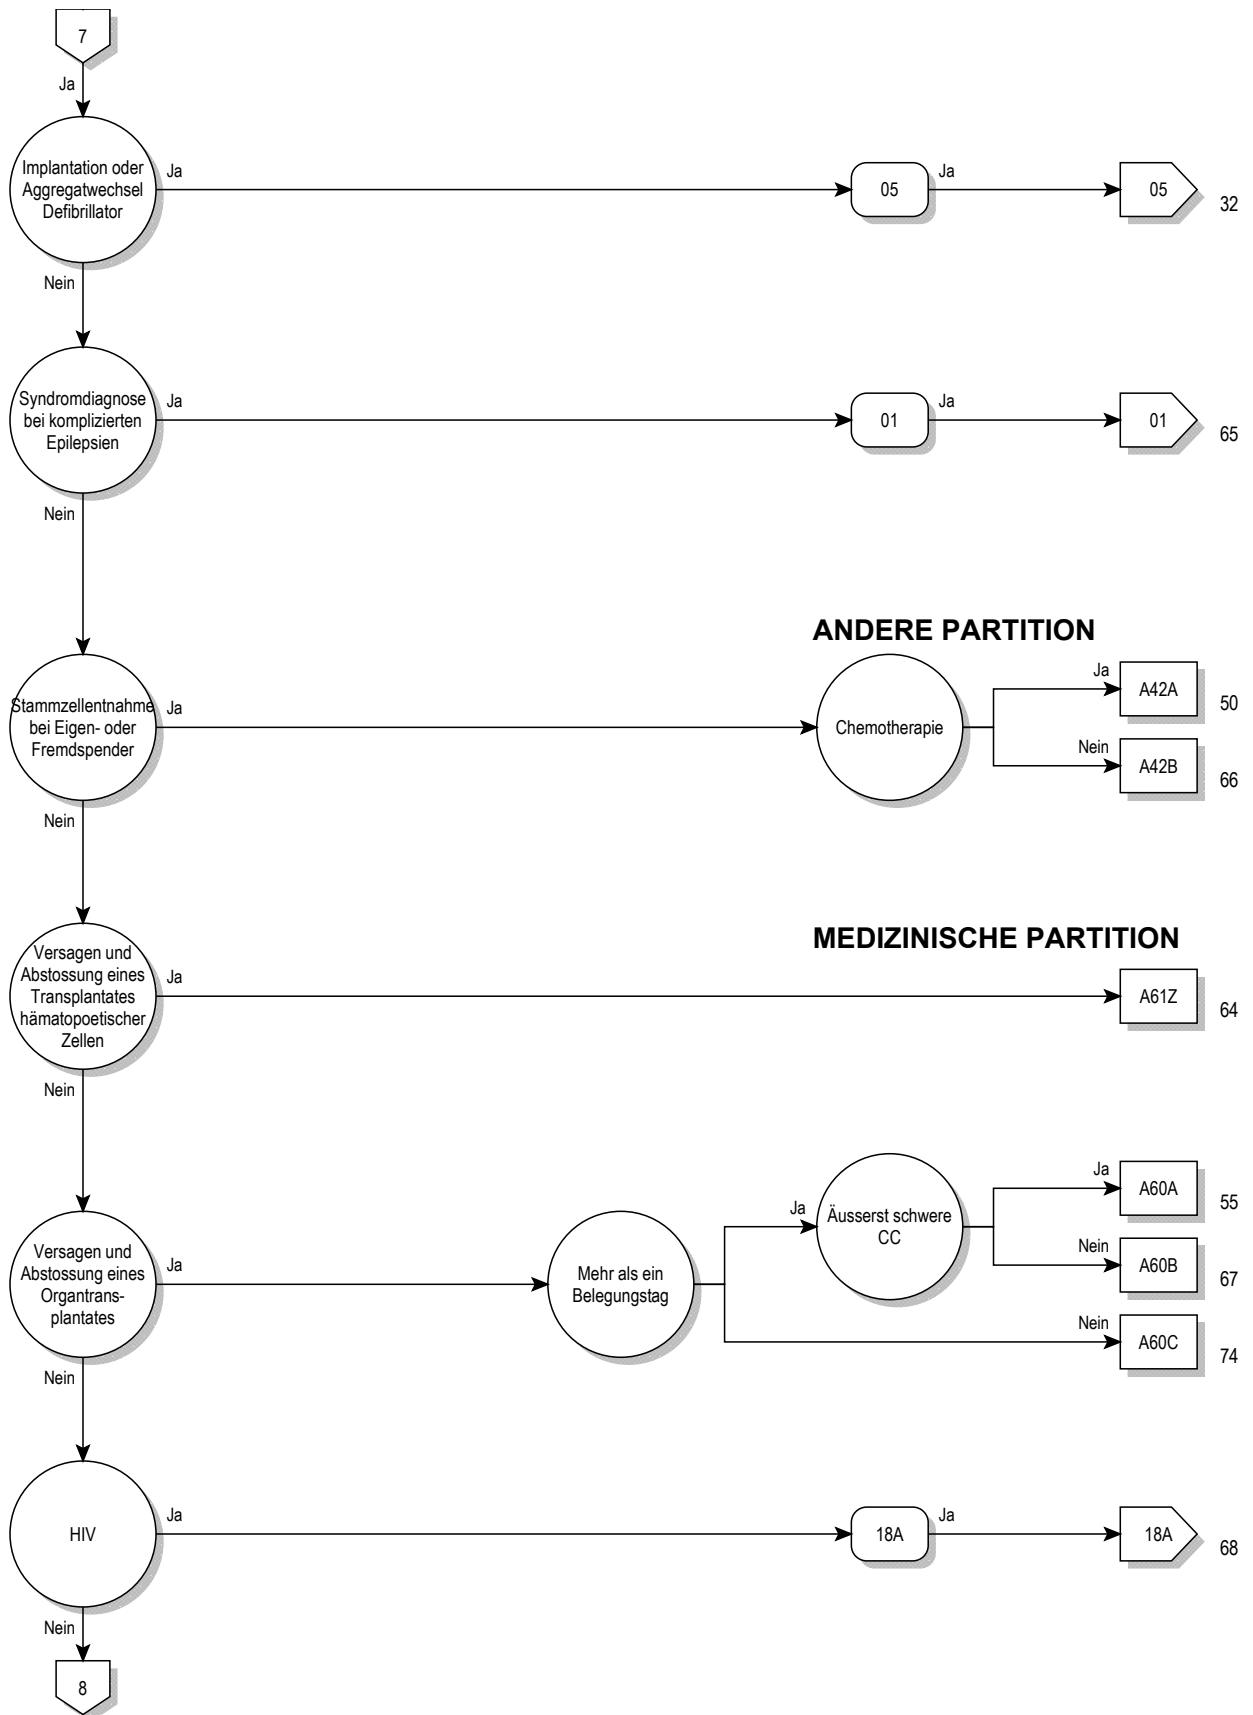 7
Ja
Implantation oder
Aggregatwechsel
Defibrillator
Ja
05
Ja
05
32
Nein
Syndromdiagnose
bei komplizierten
Epilepsien
Ja
01
Ja
01
65
Nein
ANDERE PARTITION
Stammzellentnahme
bei Eigen- oder
Fremdspender
Ja
Chemotherapie
Ja
A42A
50
Nein
A42B
66
Nein
MEDIZINISCHE PARTITION
Versagen und
Abstossung eines
Transplantates
hämatopoetischer
Zellen
Ja
A61Z
64
Nein
Versagen und
Abstossung eines
Organtrans-
plantates
Ja
Mehr als ein
Belegungstag
Ja
Äusserst schwere
CC
Ja
A60A
55
Nein
A60B
67
Nein
A60C
74
Nein
HIV
Ja
18A
Ja
18A
68
Nein
8